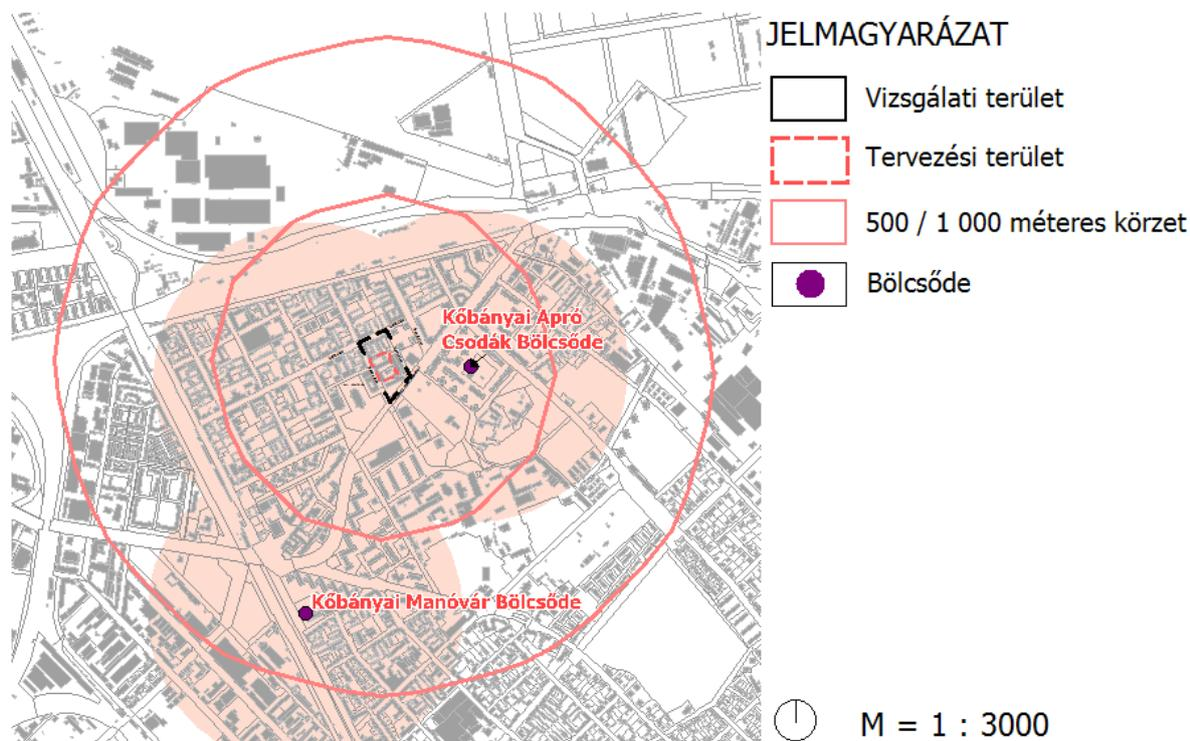 JELMAGYARÁZAT
Vizsgálati terület
Tervezési terület
500 / 1 000 méteres körzet
Bölcsőde
Kőbányai Apró
Csodák Bölcsőde
Kőbányai Manóvár Bölcsőde
M = 1 : 3000